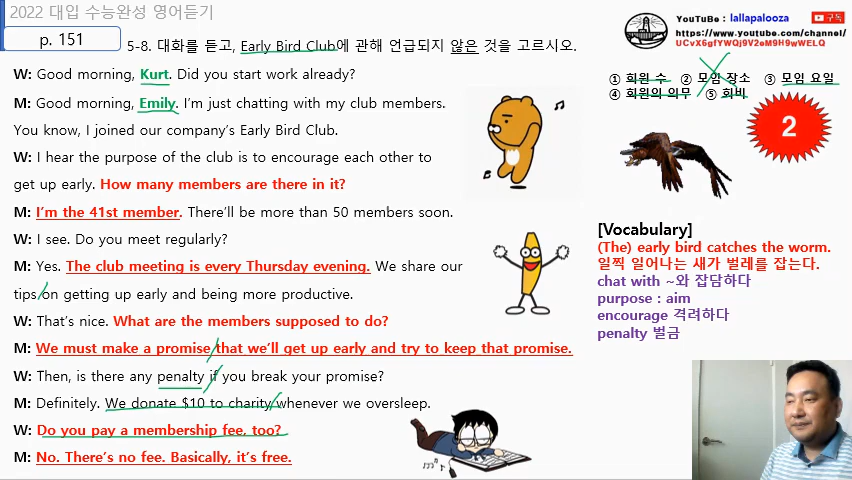 2022 대입 수능완성 영어듣기
p. 151
5-8. 대화를 듣고, Early Bird Club에 관해 언급되지 않은 것을 고르시오.
W: Good morning, Kurt. Did you start work already?
M: Good morning, Emily. I'm just chatting with my club members.
You know, I joined our company's Early Bird Club.
W: I hear the purpose of the club is to encourage each other to
get up early. How many members are there in it?
M: I'm the 41st member. There'll be more than 50 members soon.
W: I see. Do you meet regularly?
M: Yes. The club meeting is every Thursday evening. We share our
tips on getting up early and being more productive.
W: That's nice. What are the members supposed to do?
M: We must make a promise that we'll get up early and try to keep that promise.
W: Then, is there any penalty if you break your promise?
M: Definitely. We donate $10 to charity whenever we oversleep.
W: Do you pay a membership fee, too?
M: No. There's no fee. Basically, it's free.
YouTuBe : lallapalooza 구독
https://www.youtube.com/channel/
UCvX6gfYWQj9V2eM9H9wWELQ
① 회원 수 ② 모임 장소 ③ 모임 요일
④ 회원의 의무 ⑤ 회비
2
[Vocabulary]
(The) early bird catches the worm.
일찍 일어나는 새가 벌레를 잡는다.
chat with ~와 잡담하다
purpose : aim
encourage 격려하다
penalty 벌금